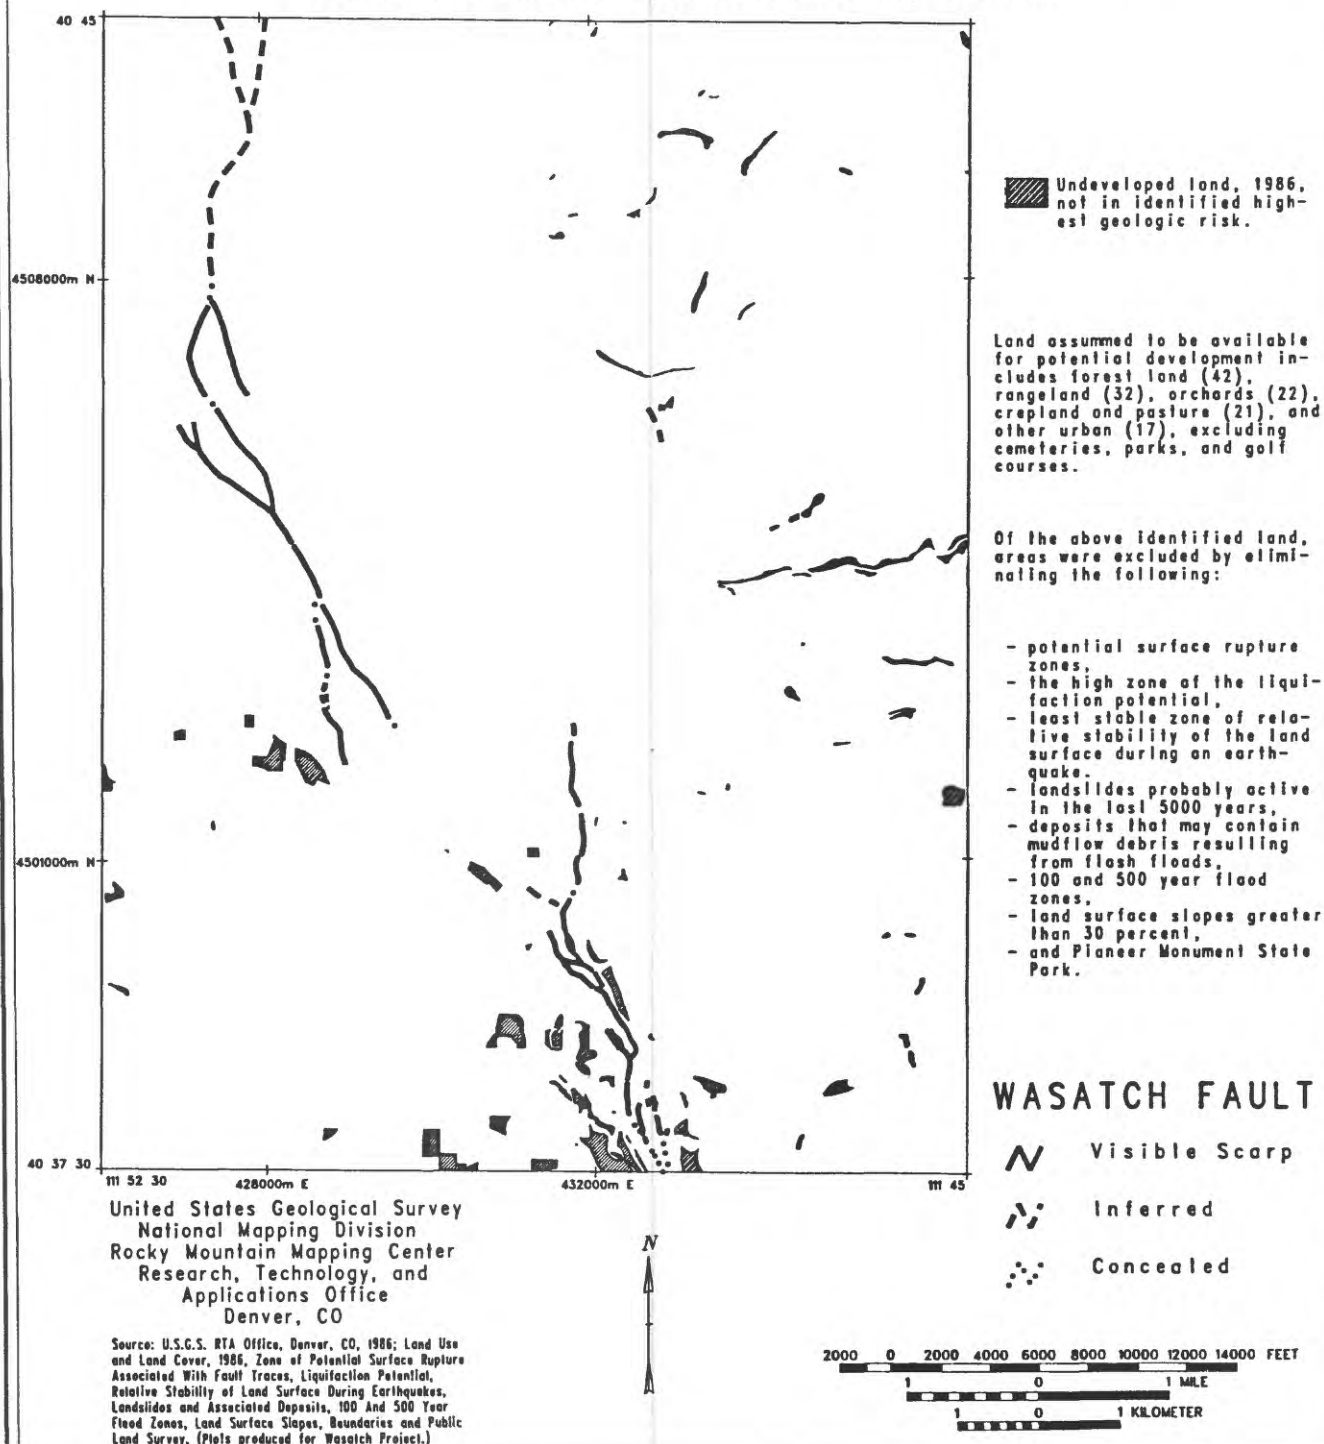 40 45
4508000m N
4501000m N
40 37 30
111 52 30
428000m E
432000m E
111 45
Undeveloped land, 1986,
not in identified high-
est geologic risk.
Land assummed to be available
for potential development in-
cludes forest land (42),
rangeland (32), orchards (22),
crepland and pasture (21), and
other urban (17), excluding
cemeteries, parks, and golf
courses.
Of the above identified land,
areas were excluded by elimi-
nating the following:
- potential surface rupture
zones,
- the high zone of the liqui-
faction potential,
- least stable zone of rela-
tive stability of the land
surface during an earth-
quake.
- landslides probably active
in the last 5000 years,
- deposits that may contain
mudflow debris resulting
from flash floods,
- 100 and 500 year flood
zones,
- land surface slopes greater
than 30 percent,
- and Pioneer Monument State
Park.
WASATCH FAULT
Visible Scarp
Inferred
Concealed
United States Geological Survey
National Mapping Division
Rocky Mountain Mapping Center
Research, Technology, and
Applications Office
Denver, CO
Source: U.S.G.S. RTA Office, Denver, CO, 1986; Land Use
and Land Cover, 1986, Zone of Potential Surface Rupture
Associated With Fault Traces, Liquifaction Potential,
Relative Stability of Land Surface During Earthquakes,
Landslides and Associated Deposits, 100 And 500 Year
Flood Zones, Land Surface Slopes, Boundaries and Public
Land Survey. (Plots produced for Wasatch Project.)
N
2000 0 2000 4000 6000 8000 10000 12000 14000 FEET
1 0 1 MILE
1 0 1 KILOMETER